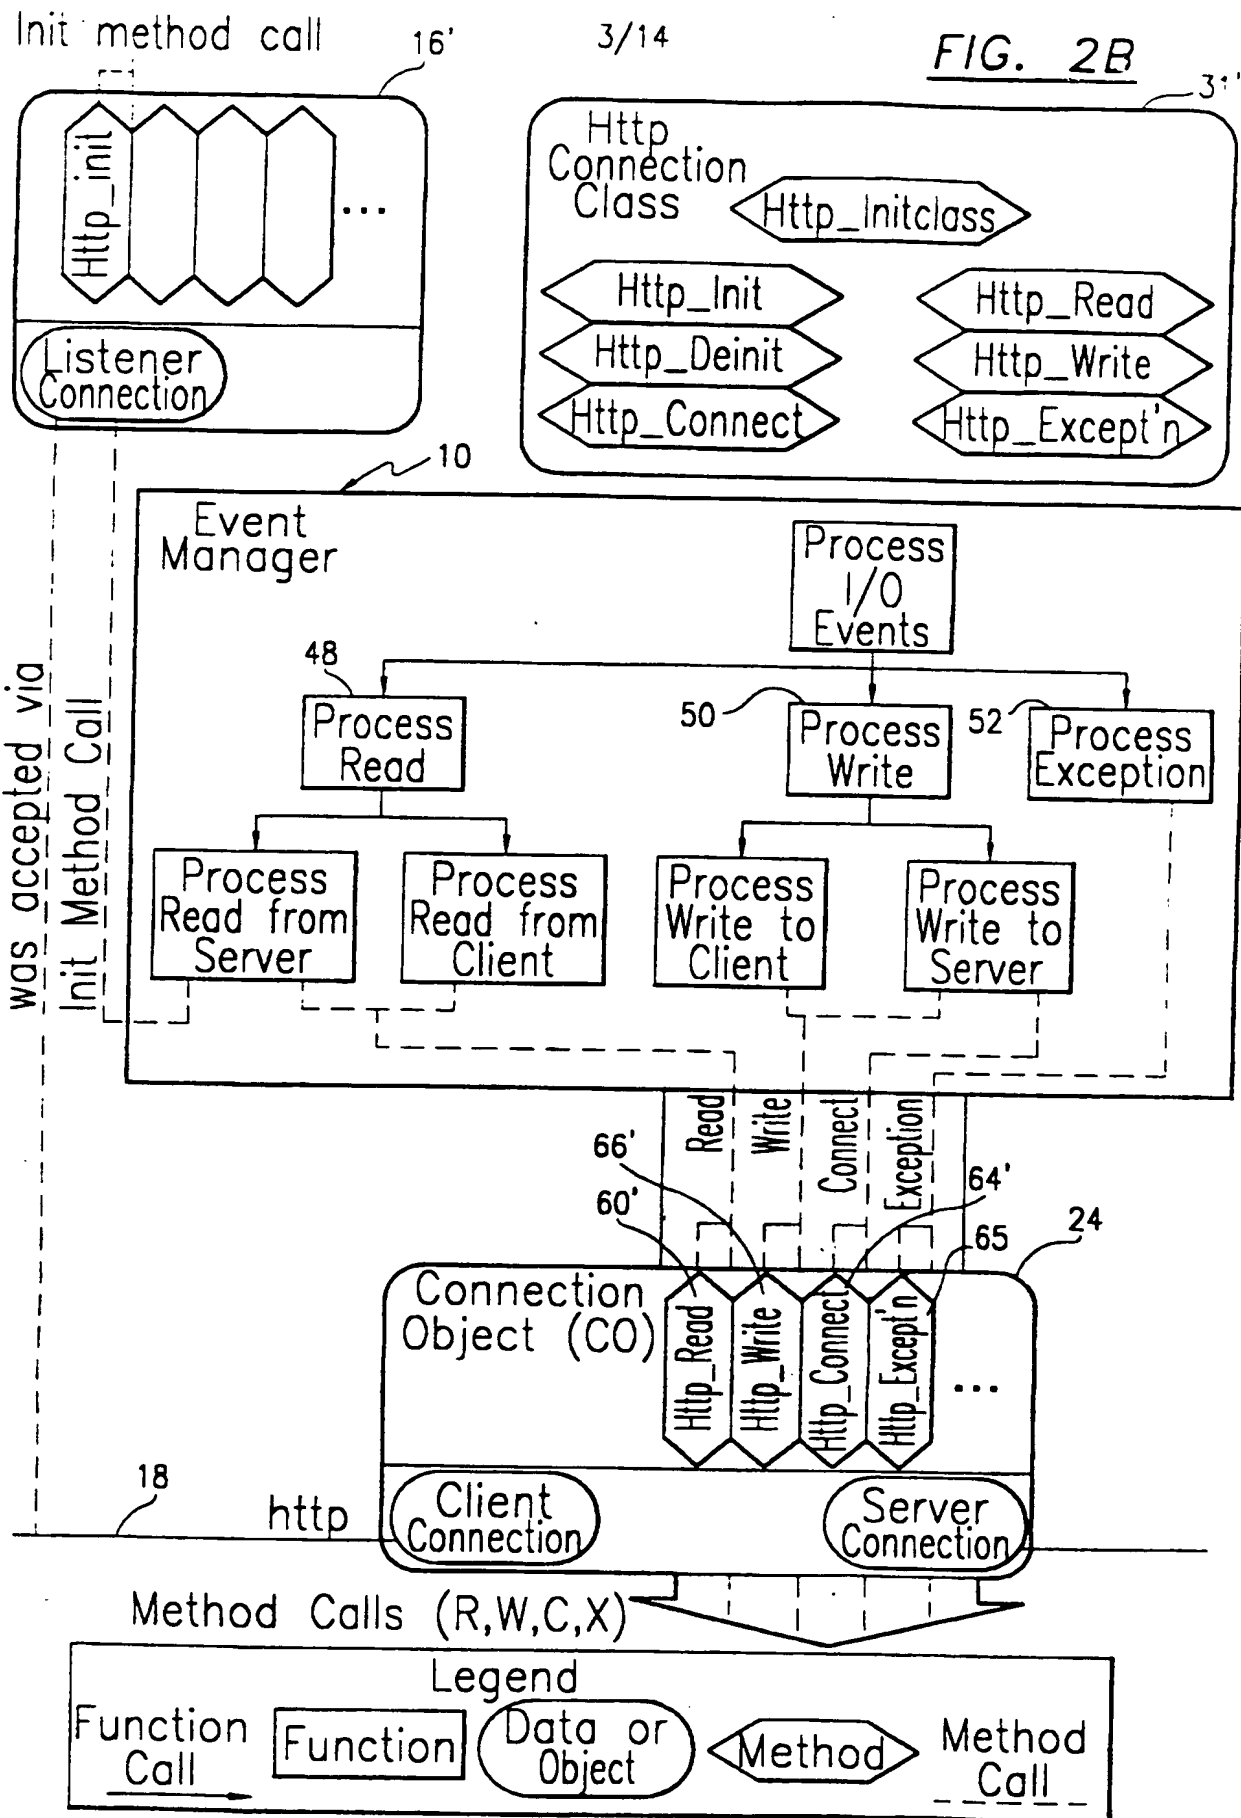 Init method call
16'
3/14
FIG. 2B
31'
Http_init
...
Listener
Connection
Http
Connection
Class
Http_Initclass
Http_Init
Http_Deinit
Http_Connect
Http_Read
Http_Write
Http_Except'n
10
Event
Manager
Process
I/O
Events
48
Process
Read
50
Process
Write
52
Process
Exception
Process
Read from
Server
Process
Read from
Client
Process
Write to
Client
Process
Write to
Server
was accepted via
Init Method Call
Read
Write
Connect
Exception
66'
60'
64'
65
24
Connection
Object (CO)
Http_Read
Http_Write
Http_Connect
Http_Except'n
...
18
http
Client
Connection
Server
Connection
Method Calls (R,W,C,X)
Legend
Function
Call
Function
Data or
Object
Method
Method
Call